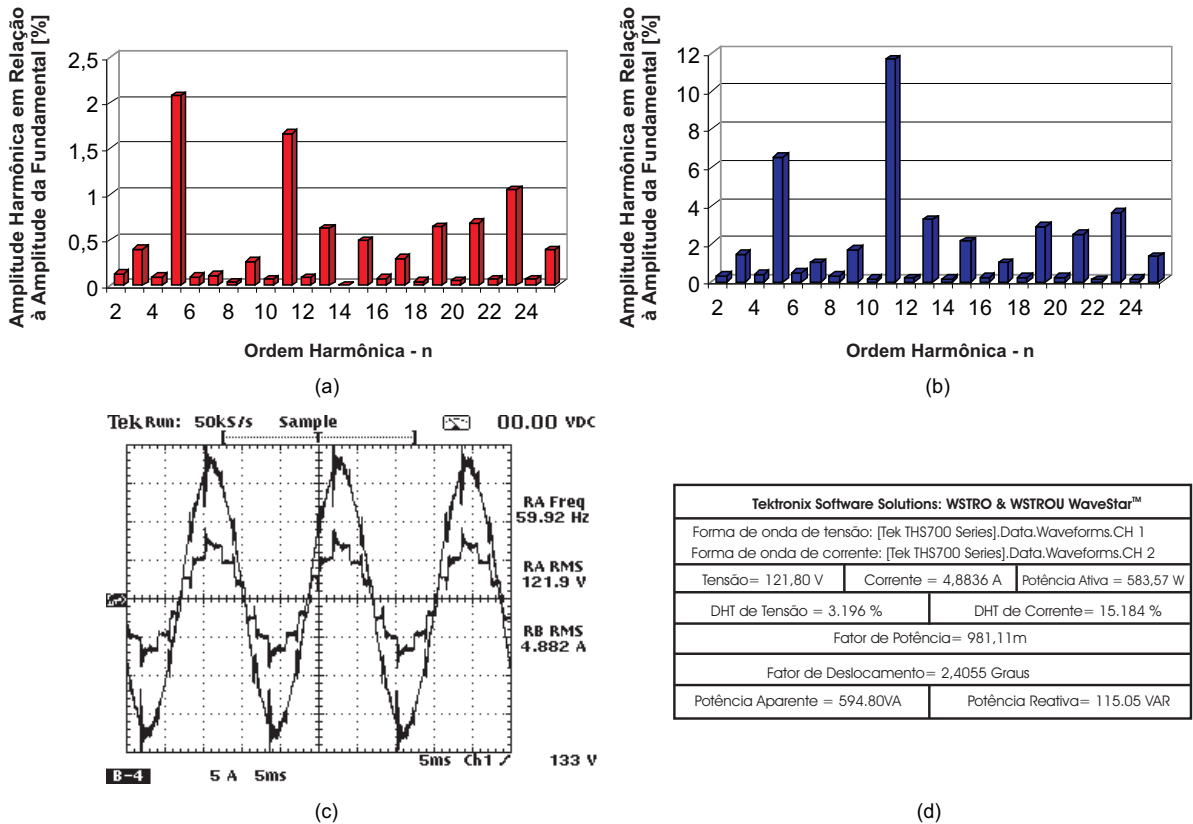 Amplitude Harmônica em Relação
à Amplitude da Fundamental [%]
2,5
2
1,5
1
0,5
0
2 4 6 8 10 12 14 16 18 20 22 24
Ordem Harmônica - n
(a)
Amplitude Harmônica em Relação
à Amplitude da Fundamental [%]
12
10
8
6
4
2
0
2 4 6 8 10 12 14 16 18 20 22 24
Ordem Harmônica - n
(b)
Tek Run: 50kS/s Sample 00.00 VDC
RA Freq
59.92 Hz
RA RMS
121.9 V
RB RMS
4.882 A
5ms Ch1 133 V
B-4 5 A 5ms
(c)
Tektronix Software Solutions: WSTRO & WSTROU WaveStar™
Forma de onda de tensão: [Tek THS700 Series].Data.Waveforms.CH 1
Forma de onda de corrente: [Tek THS700 Series].Data.Waveforms.CH 2
Tensão= 121,80 V Corrente = 4,8836 A Potência Ativa = 583,57 W
DHT de Tensão = 3.196 % DHT de Corrente= 15.184 %
Fator de Potência= 981,11m
Fator de Deslocamento= 2,4055 Graus
Potência Aparente = 594.80VA Potência Reativa= 115.05 VAR
(d)